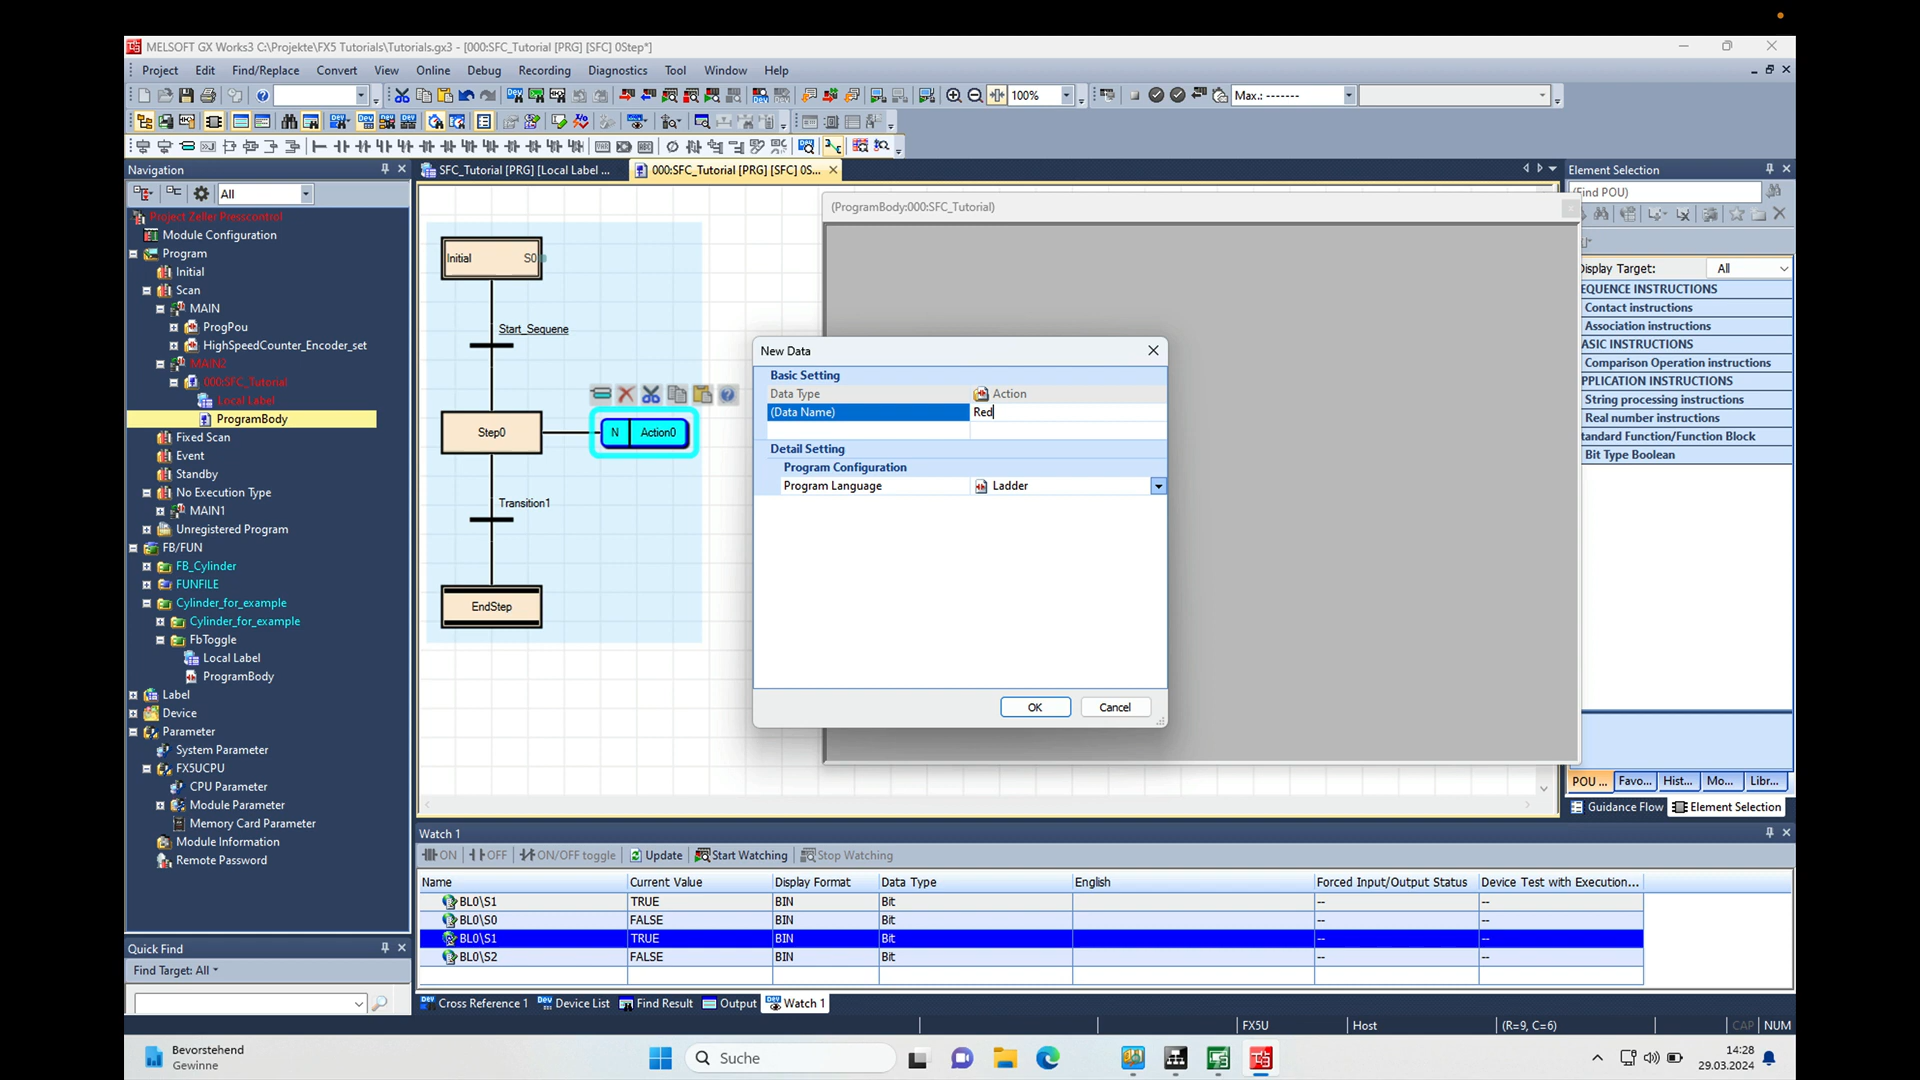 MELSOFT GX Works3 C:\Projekte\FX5 Tutorials\Tutorials.gx3 - [000:SFC_Tutorial [PRG] [SFC] 0Step*]
Project Edit Find/Replace Convert View Online Debug Recording Diagnostics Tool Window Help
100%
Max.: -------
Navigation
All
Project Zeller Presscontrol
Module Configuration
Program
Initial
Scan
MAIN
ProgPou
HighSpeedCounter_Encoder_set
MAIN2
000:SFC_Tutorial
Local Label
ProgramBody
Fixed Scan
Event
Standby
No Execution Type
MAIN1
Unregistered Program
FB/FUN
FB_Cylinder
FUNFILE
Cylinder_for_example
Cylinder_for_example
FbToggle
Local Label
ProgramBody
Label
Device
Parameter
System Parameter
FX5UCPU
CPU Parameter
Module Parameter
Memory Card Parameter
Module Information
Remote Password
Quick Find
Find Target: All
SFC_Tutorial [PRG] [Local Label ...
000:SFC_Tutorial [PRG] [SFC] 0S...
Initial S0
Start_Sequene
Step0
N Action0
Transition1
EndStep
(ProgramBody:000:SFC_Tutorial)
New Data
Basic Setting
Data Type Action
(Data Name) Red
Detail Setting
Program Configuration
Program Language Ladder
OK Cancel
Element Selection
(Find POU)
Display Target: All
EQUENCE INSTRUCTIONS
Contact instructions
Association instructions
ASIC INSTRUCTIONS
Comparison Operation instructions
PPLICATION INSTRUCTIONS
String processing instructions
Real number instructions
tandard Function/Function Block
Bit Type Boolean
POU ... Favo... Hist... Mo... Libr...
Guidance Flow Element Selection
Watch 1
ON OFF ON/OFF toggle Update Start Watching Stop Watching
Name Current Value Display Format Data Type English Forced Input/Output Status Device Test with Execution...
BL0\S1 TRUE BIN Bit -- --
BL0\S0 FALSE BIN Bit -- --
BL0\S1 TRUE BIN Bit -- --
BL0\S2 FALSE BIN Bit -- --
Cross Reference 1 Device List Find Result Output Watch 1
FX5U Host (R=9, C=6) CAP NUM
Bevorstehend
Gewinne
Suche
14:28
29.03.2024